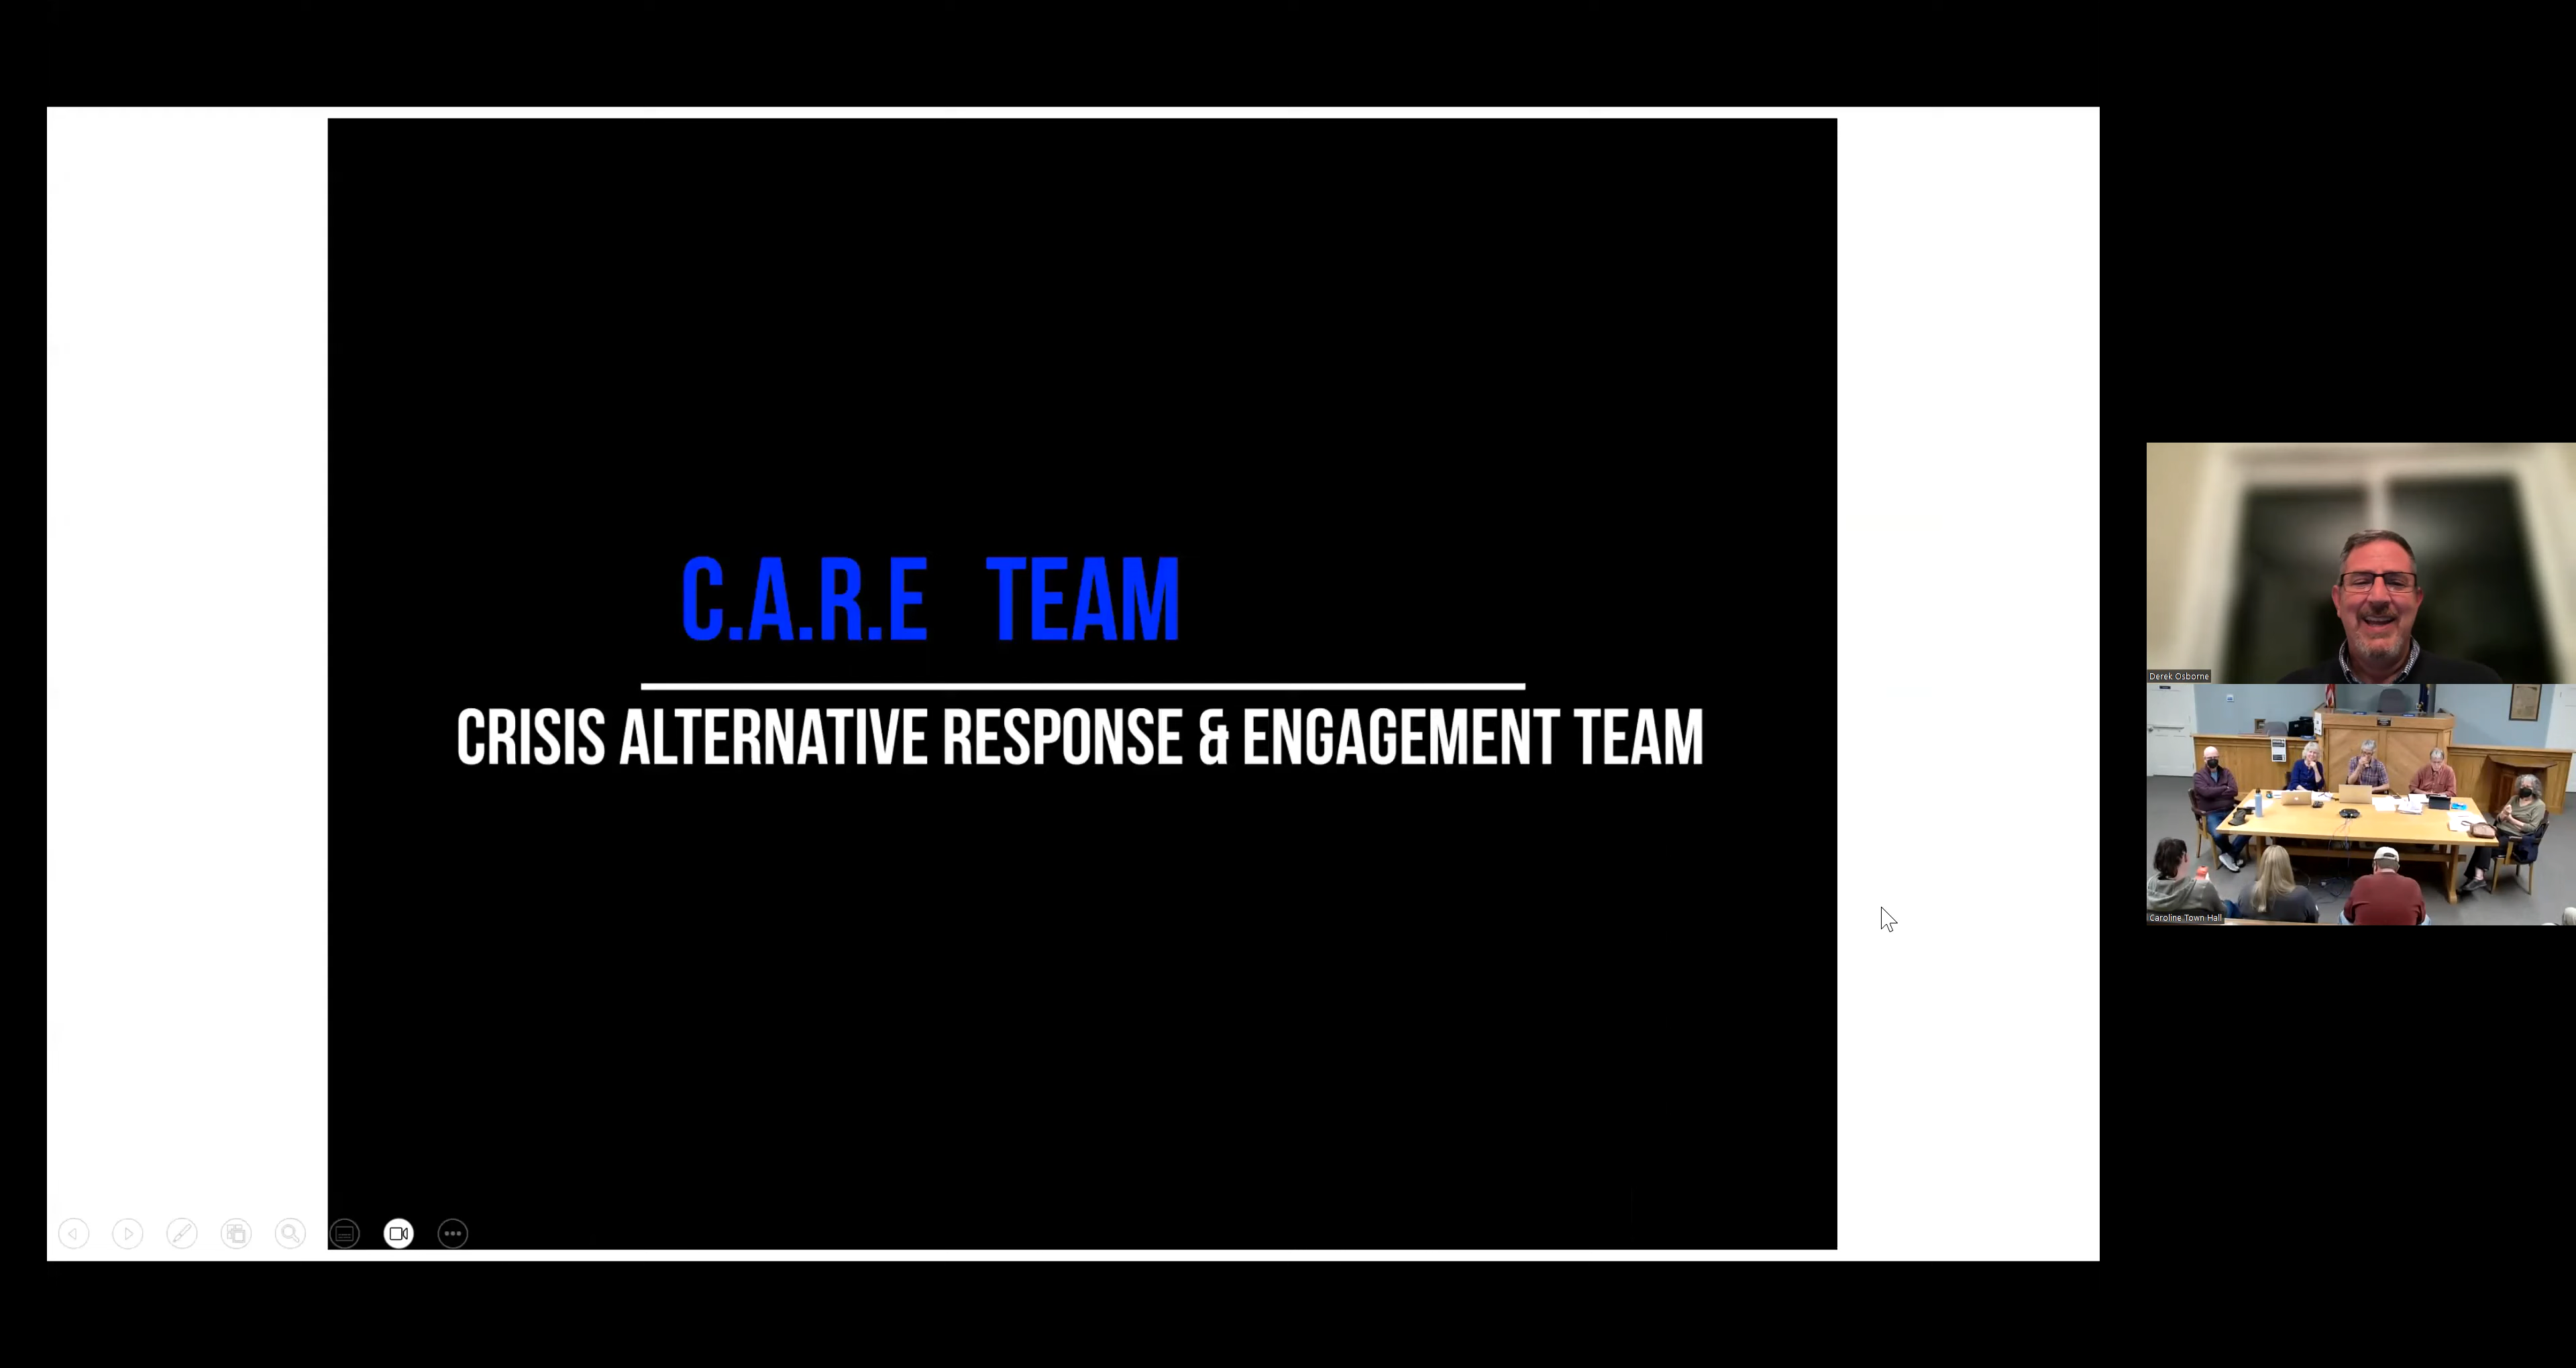 C.A.R.E TEAM
CRISIS ALTERNATIVE RESPONSE & ENGAGEMENT TEAM
Derek Osborne
Caroline Town Hall